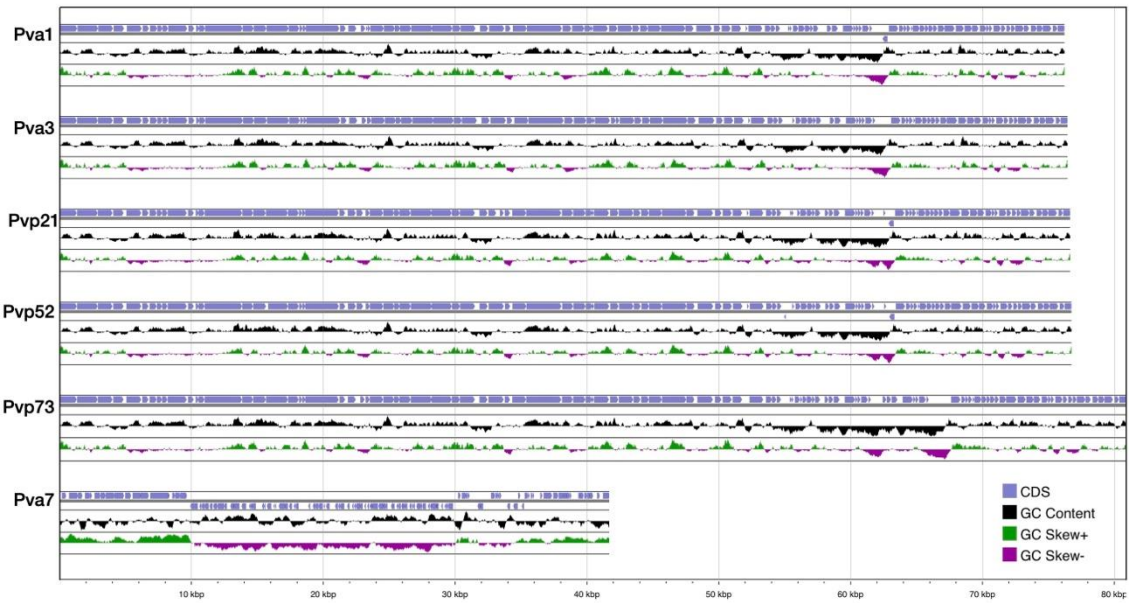 Pva1
Pva3
Pvp21
Pvp52
Pvp73
Pva7
CDS
GC Content
GC Skew+
GC Skew-
10 kbp 20 kbp 30 kbp 40 kbp 50 kbp 60 kbp 70 kbp 80 kbp